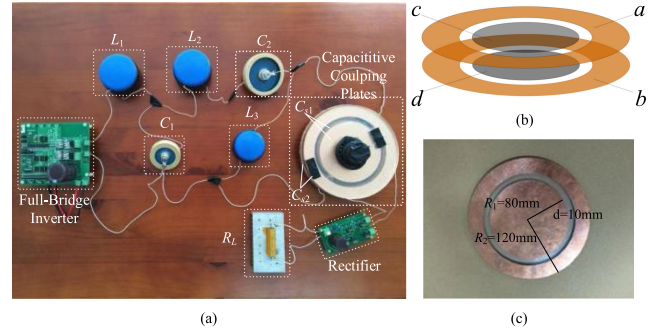 L1
L2
C2
Capacititive
Coulping
Plates
Cs1
C1
L3
Cs2
Full-Bridge
Inverter
RL
Rectifier
(a)
c
a
d
b
(b)
R1=80mm
d=10mm
R2=120mm
(c)